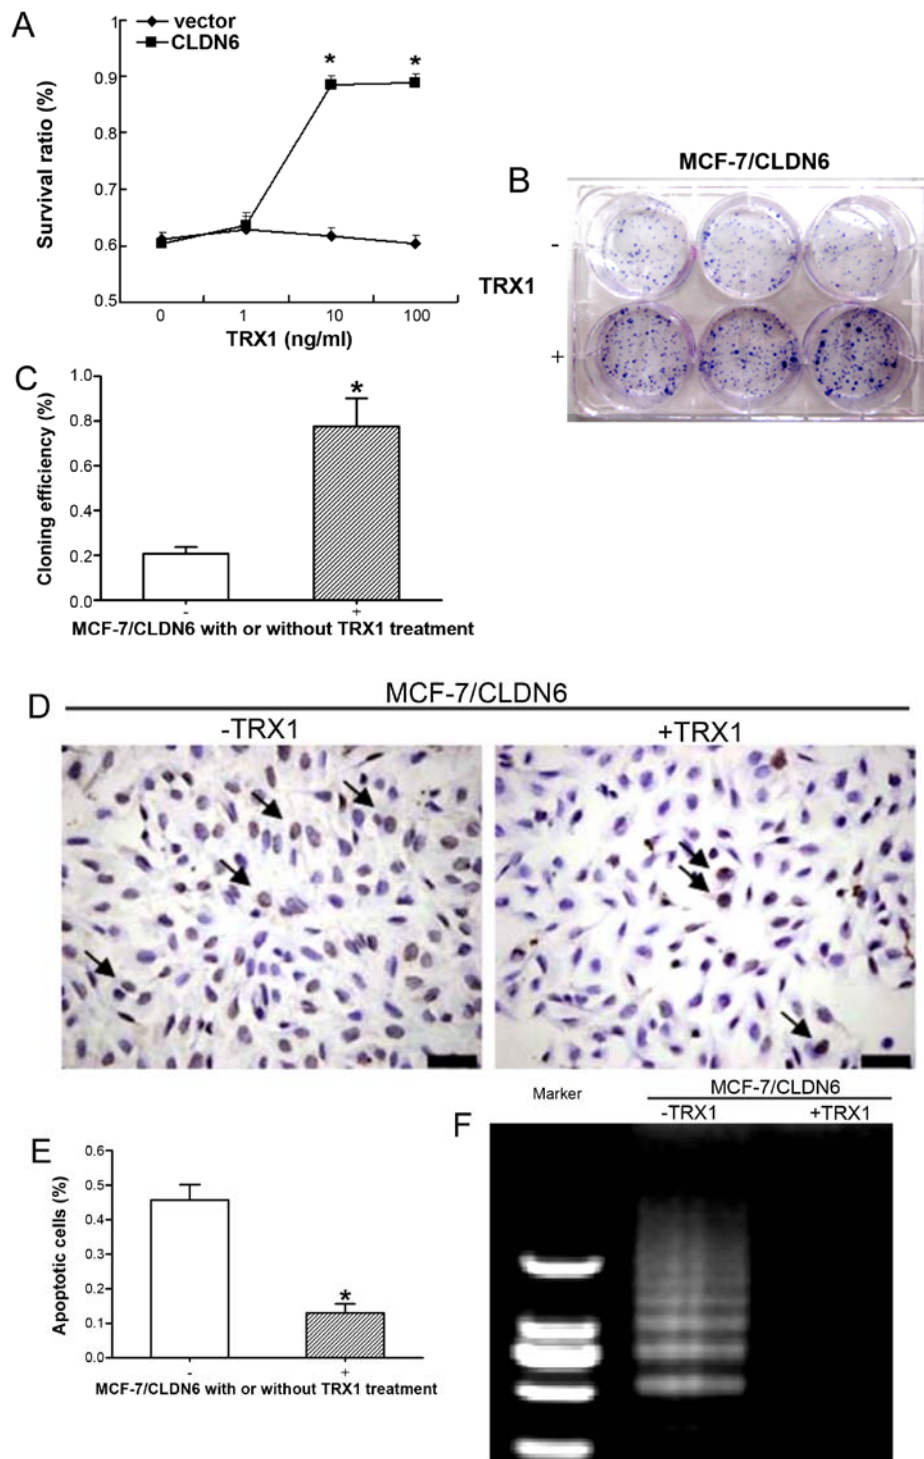 A
vector
CLDN6
Survival ratio (%)
1
0.9
0.8
0.7
0.6
0.5
*
*
0 1 10 100
TRX1 (ng/ml)
B
MCF-7/CLDN6
-
TRX1
+
C
Cloning efficiency (%)
1.0
0.8
0.6
0.4
0.2
0.0
*
- +
MCF-7/CLDN6 with or without TRX1 treatment
D
MCF-7/CLDN6
-TRX1 +TRX1
E
Apoptotic cells (%)
0.6
0.5
0.4
0.3
0.2
0.1
0.0
*
- +
MCF-7/CLDN6 with or without TRX1 treatment
F
Marker
MCF-7/CLDN6
-TRX1 +TRX1